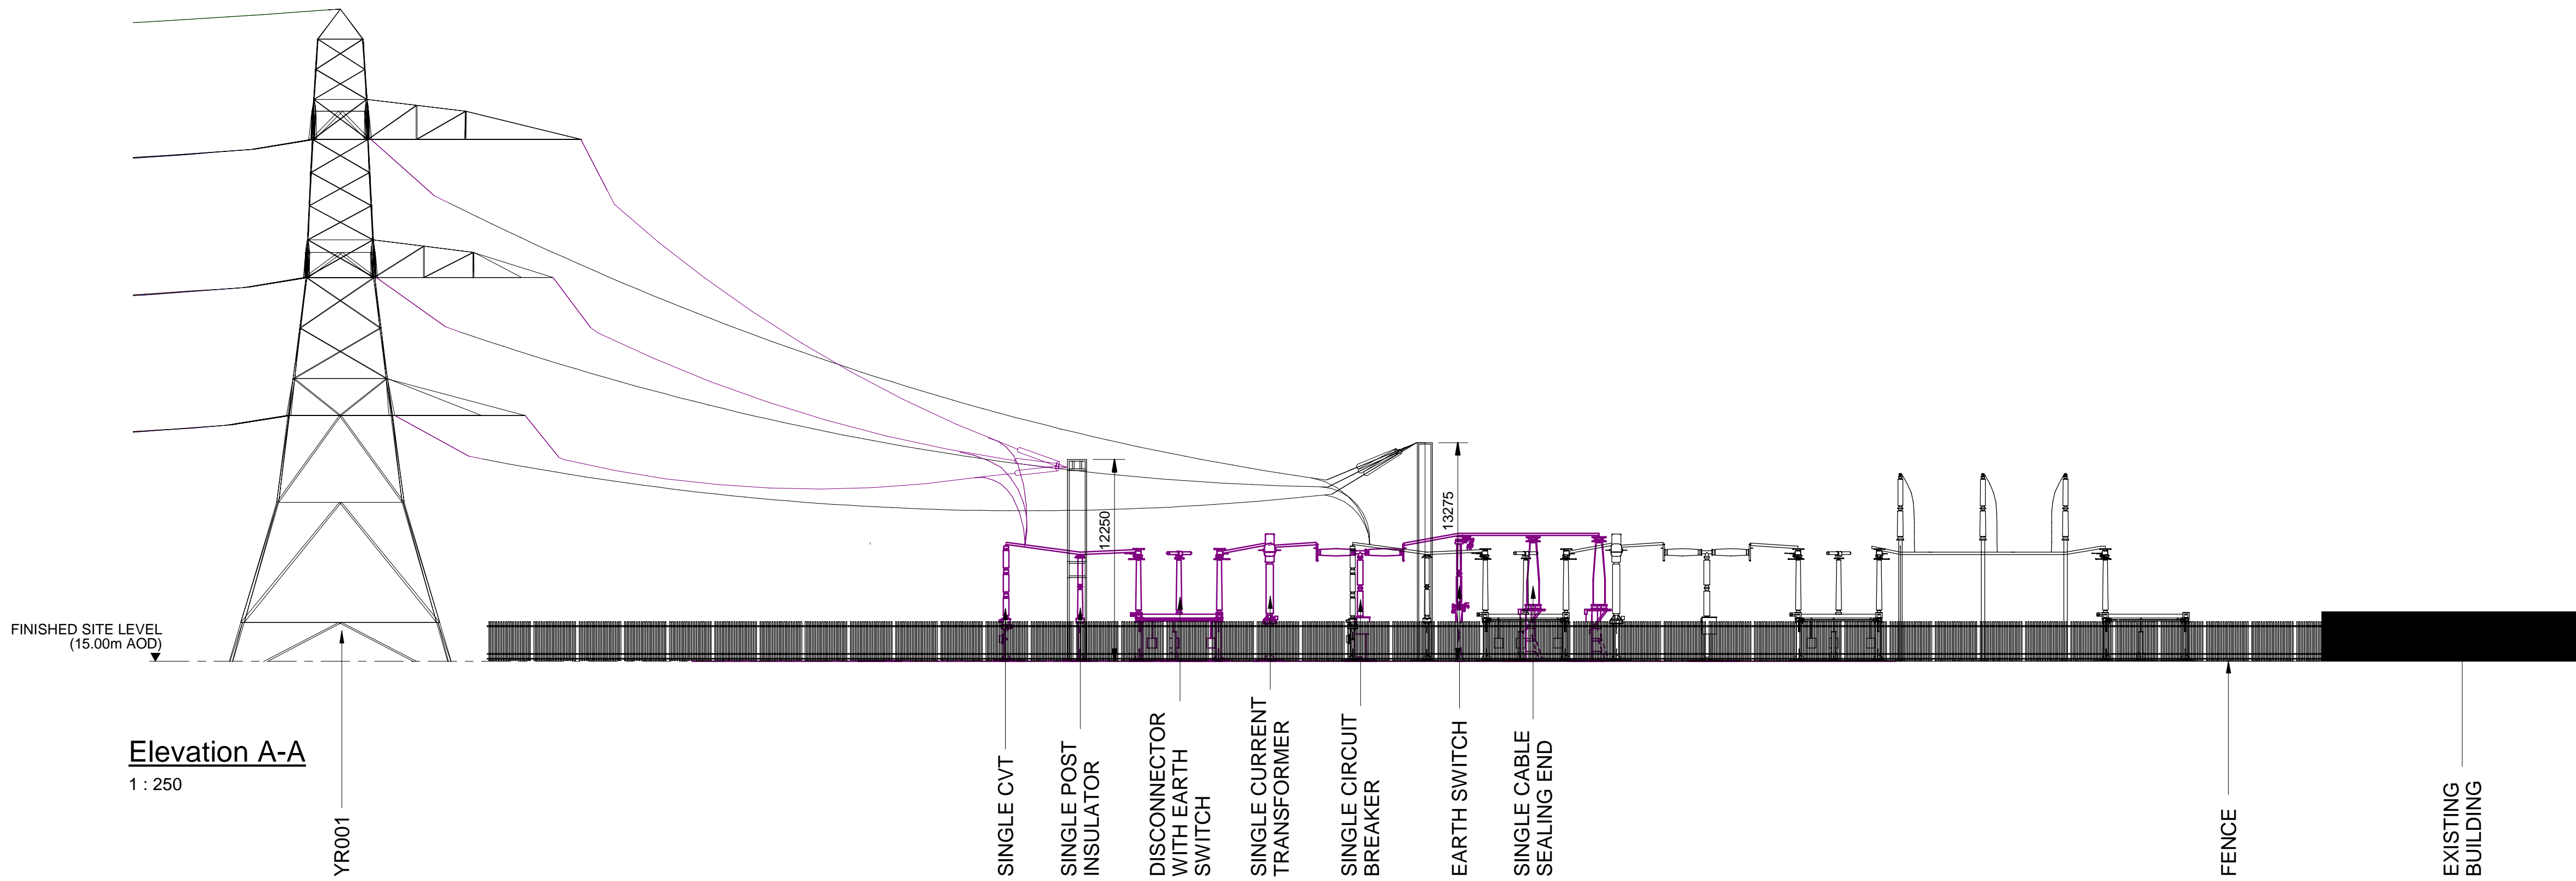 12250
13275
FINISHED SITE LEVEL
(15.00m AOD)
Elevation A-A
1 : 250
YR001
SINGLE CVT
SINGLE POST
INSULATOR
DISCONNECTOR
WITH EARTH
SWITCH
SINGLE CURRENT
TRANSFORMER
SINGLE CIRCUIT
BREAKER
EARTH SWITCH
SINGLE CABLE
SEALING END
FENCE
EXISTING
BUILDING